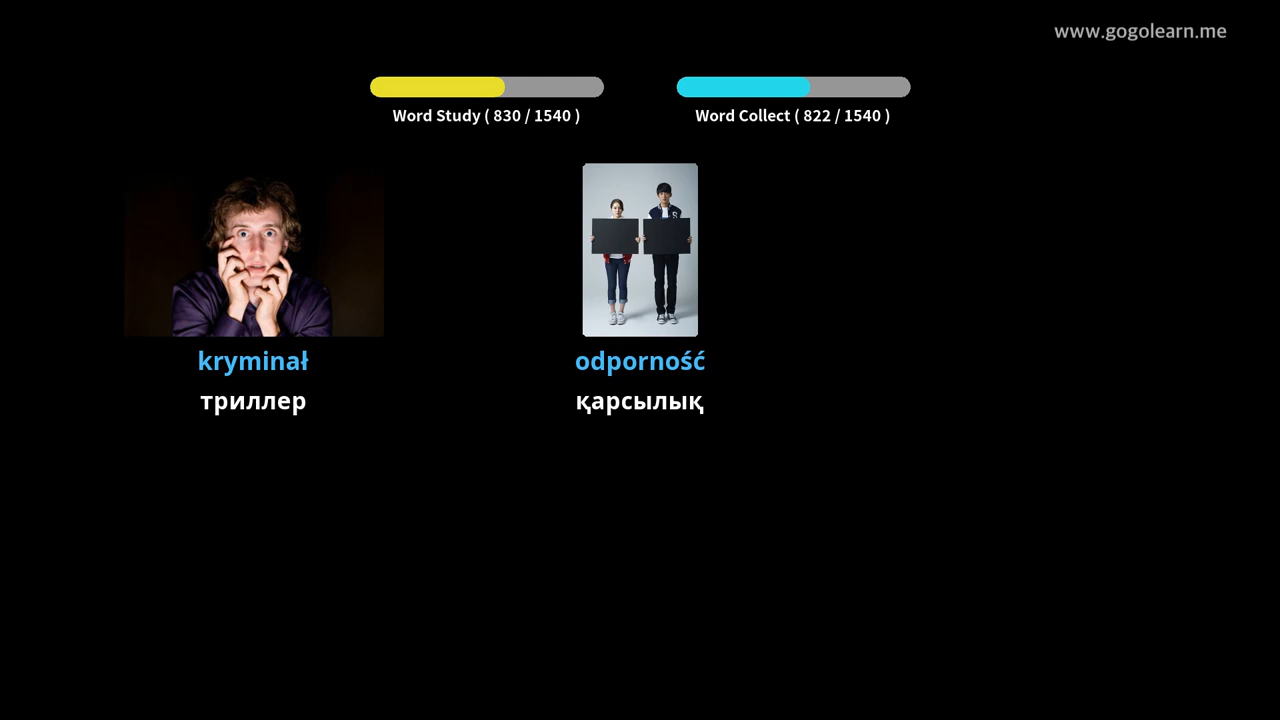 www.gogolearn.me
Word Study ( 830 / 1540 )
Word Collect ( 822 / 1540 )
kryminał
триллер
odporność
қарсылық